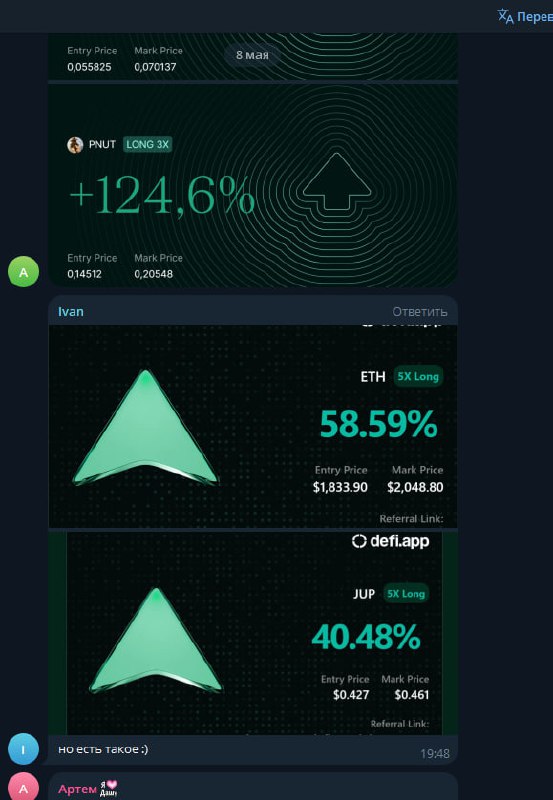 Перев
Entry Price Mark Price
0,055825 0,070137
8 мая
PNUT LONG 3X
+124,6%
Entry Price Mark Price
0,14512 0,20548
A
Ivan Ответить
ETH 5X Long
58.59%
Entry Price Mark Price
$1,833.90 $2,048.80
Referral Link:
defi.app
JUP 5X Long
40.48%
Entry Price Mark Price
$0.427 $0.461
Referral Link:
I
но есть такое :)
19:48
A
Артем Я Дашу